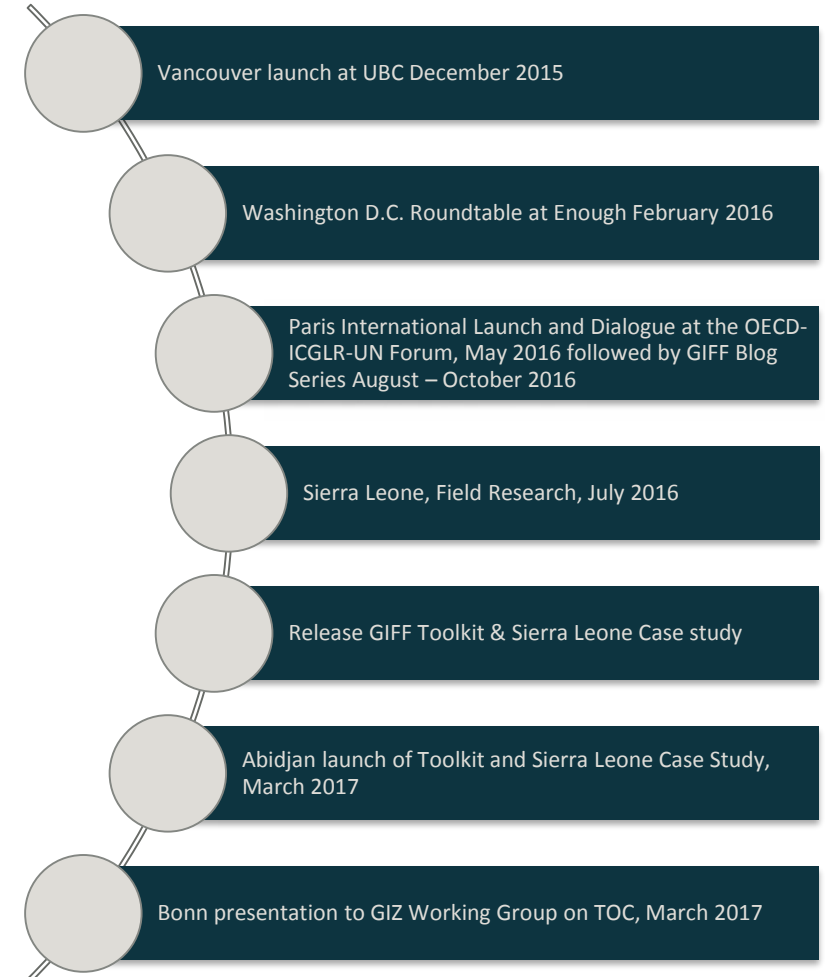 Vancouver launch at UBC December 2015
Washington D.C. Roundtable at Enough February 2016
Paris International Launch and Dialogue at the OECD-
ICGLR-UN Forum, May 2016 followed by GIFF Blog
Series August – October 2016
Sierra Leone, Field Research, July 2016
Release GIFF Toolkit & Sierra Leone Case study
Abidjan launch of Toolkit and Sierra Leone Case Study,
March 2017
Bonn presentation to GIZ Working Group on TOC, March 2017